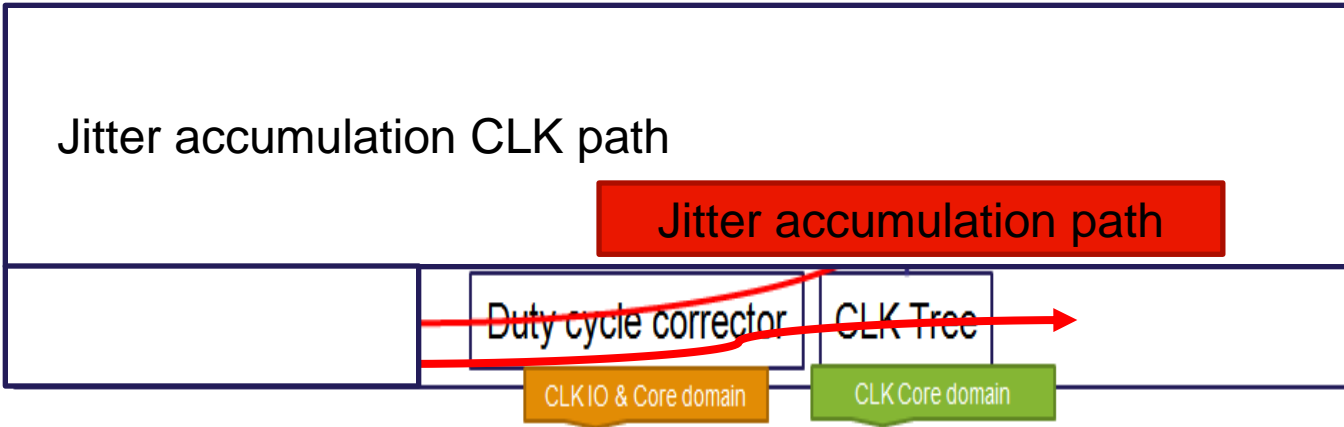 Jitter accumulation CLK path
Jitter accumulation path
Duty cycle corrector
CLK Tree
CLK IO & Core domain
CLK Core domain